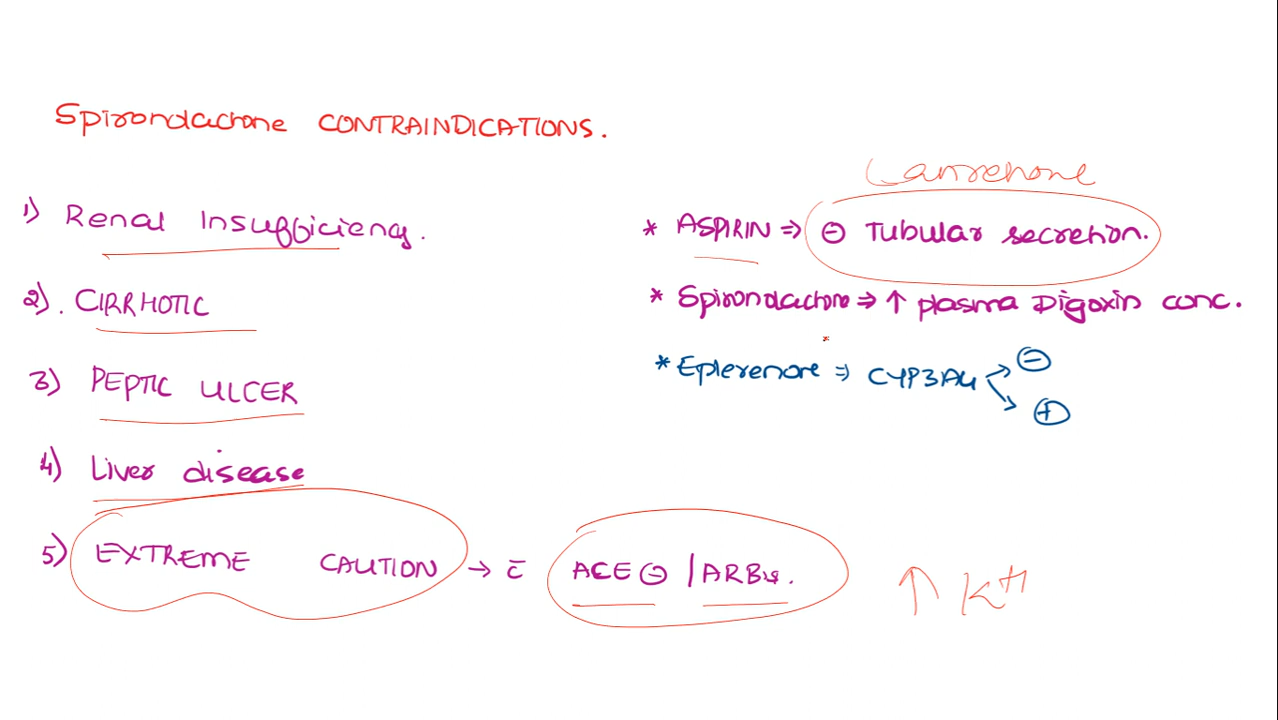 Spironolactone CONTRAINDICATIONS.
1) Renal Insufficiency.
2). CIRRHOTIC
3) PEPTIC ULCER
4) Liver disease
5) EXTREME CAUTION → c̄ ACE ⊖ / ARBs.
↑ K+
Canrenone
* ASPIRIN ⇒ ⊖ Tubular secretion.
* Spironolactone ⇒ ↑ plasma Digoxin conc.
* Eplerenone ⇒ CYP3A4 → ⊖
→ ⊕